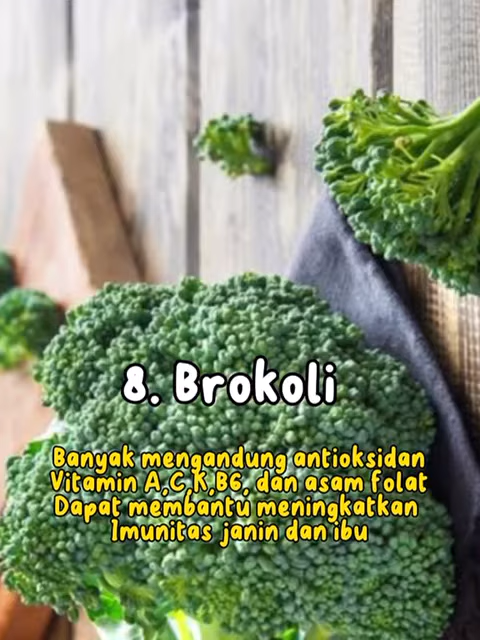 8. Brokoli
Banyak mengandung antioksidan
Vitamin A,C,K,B6, dan asam folat
Dapat membantu meningkatkan
Imunitas janin dan ibu